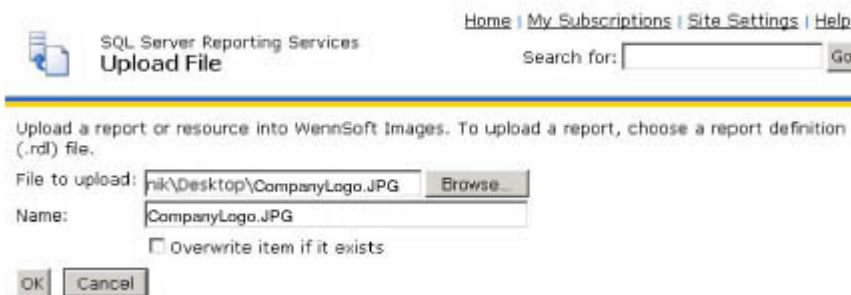 Home | My Subscriptions | Site Settings | Help
SQL Server Reporting Services
Upload File
Search for:
Go
Upload a report or resource into WennSoft Images. To upload a report, choose a report definition
(.rdl) file.
File to upload: nik\Desktop\CompanyLogo.JPG Browse...
Name: CompanyLogo.JPG
Overwrite item if it exists
OK Cancel